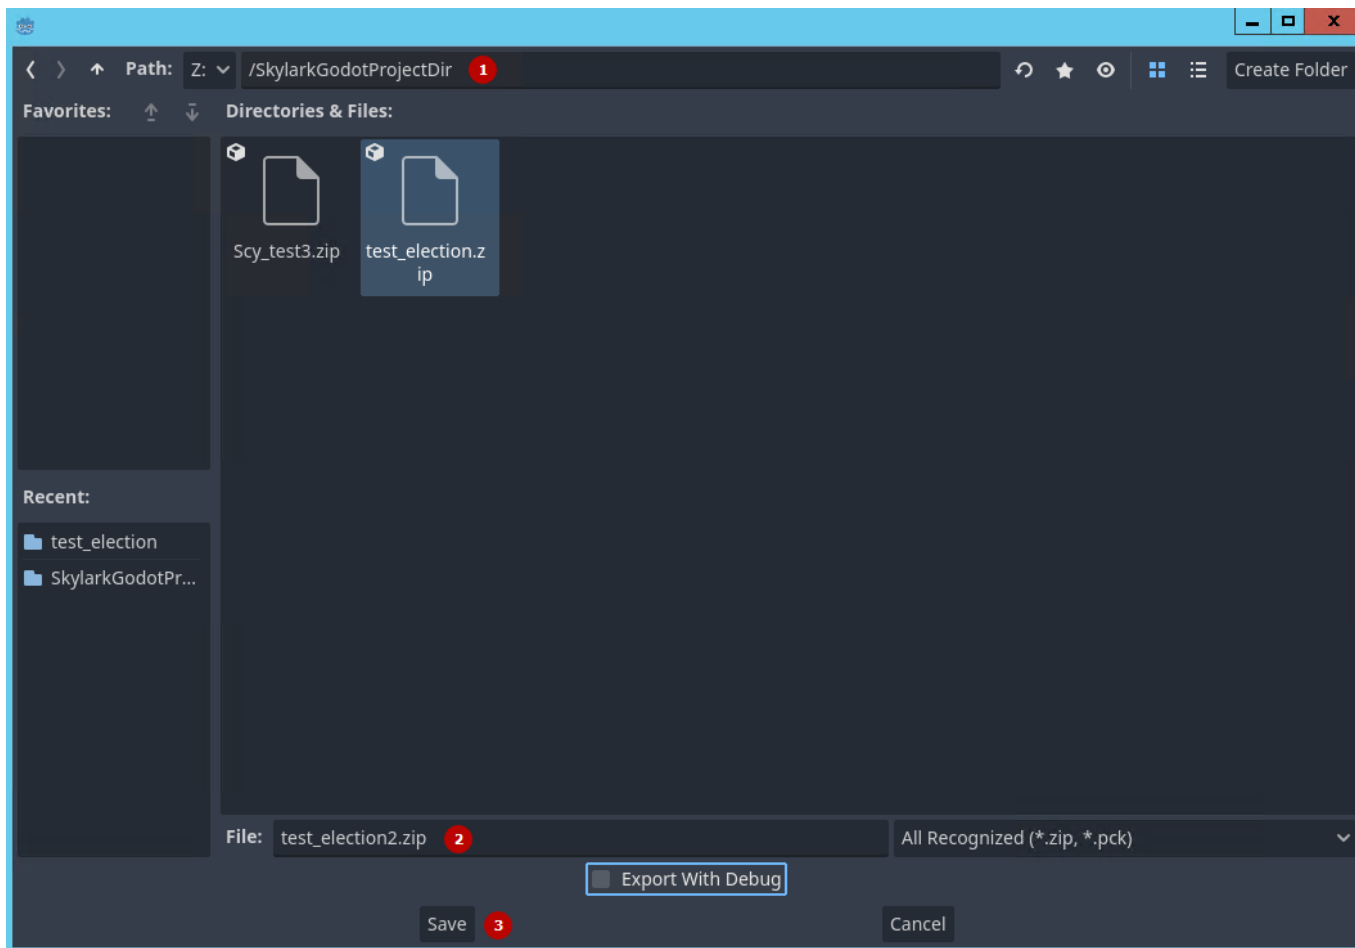 X
Path: Z: /SkylarkGodotProjectDir 1 Create Folder
Favorites: Directories & Files:
Scy_test3.zip
test_election.z
ip
Recent:
test_election
SkylarkGodotPr...
File: test_election2.zip 2 All Recognized (*.zip, *.pck)
Export With Debug
Save 3 Cancel